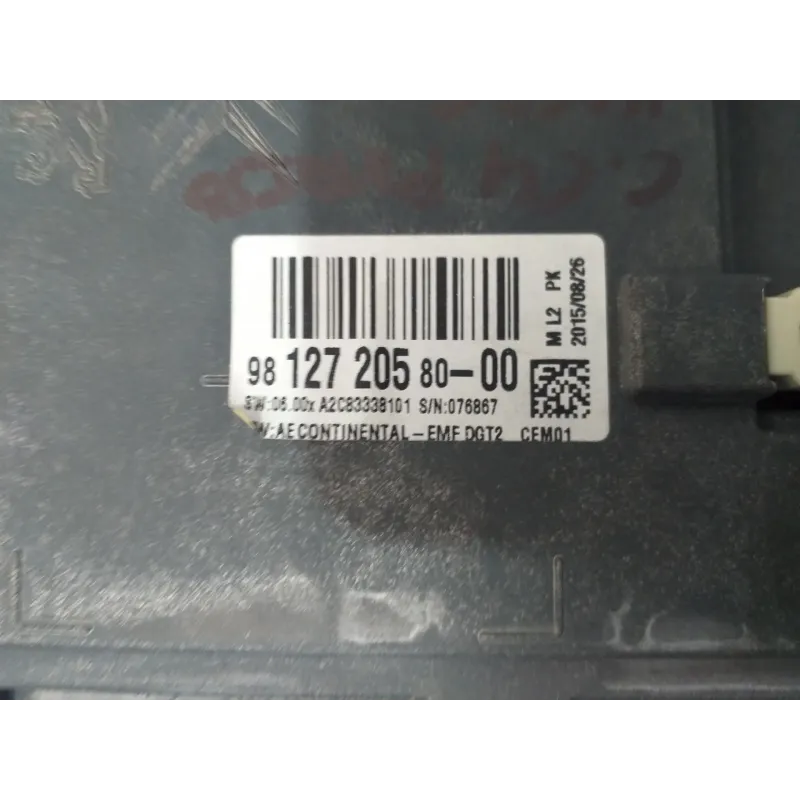 98 127 205 80-00
SW:06.00x A2C83338101 S/N:076867
W:AE CONTINENTAL-EMF DGT2 CEM01
M L2 PK
2015/08/26